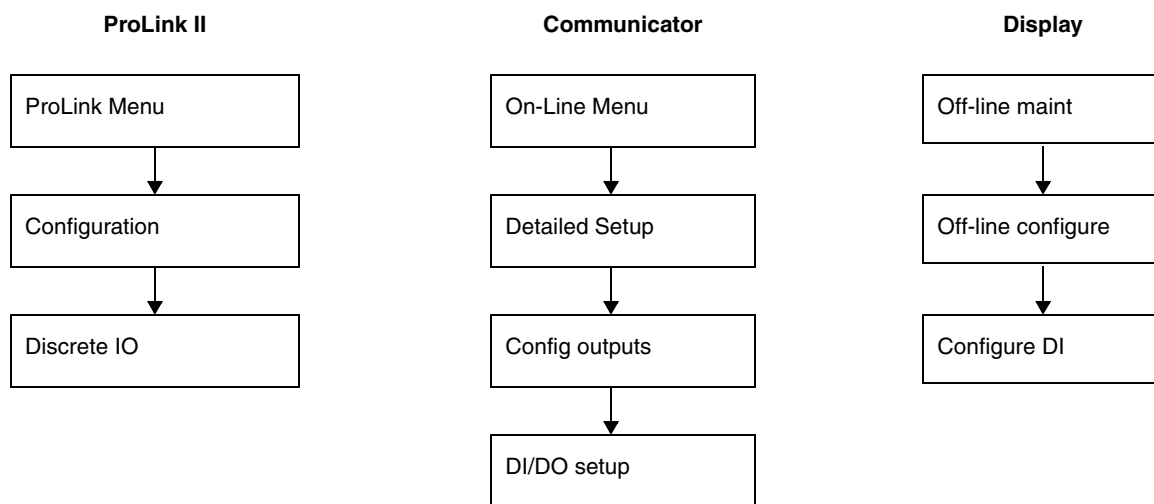 ProLink II
ProLink Menu
Configuration
Discrete IO
Communicator
On-Line Menu
Detailed Setup
Config outputs
DI/DO setup
Display
Off-line maint
Off-line configure
Configure DI